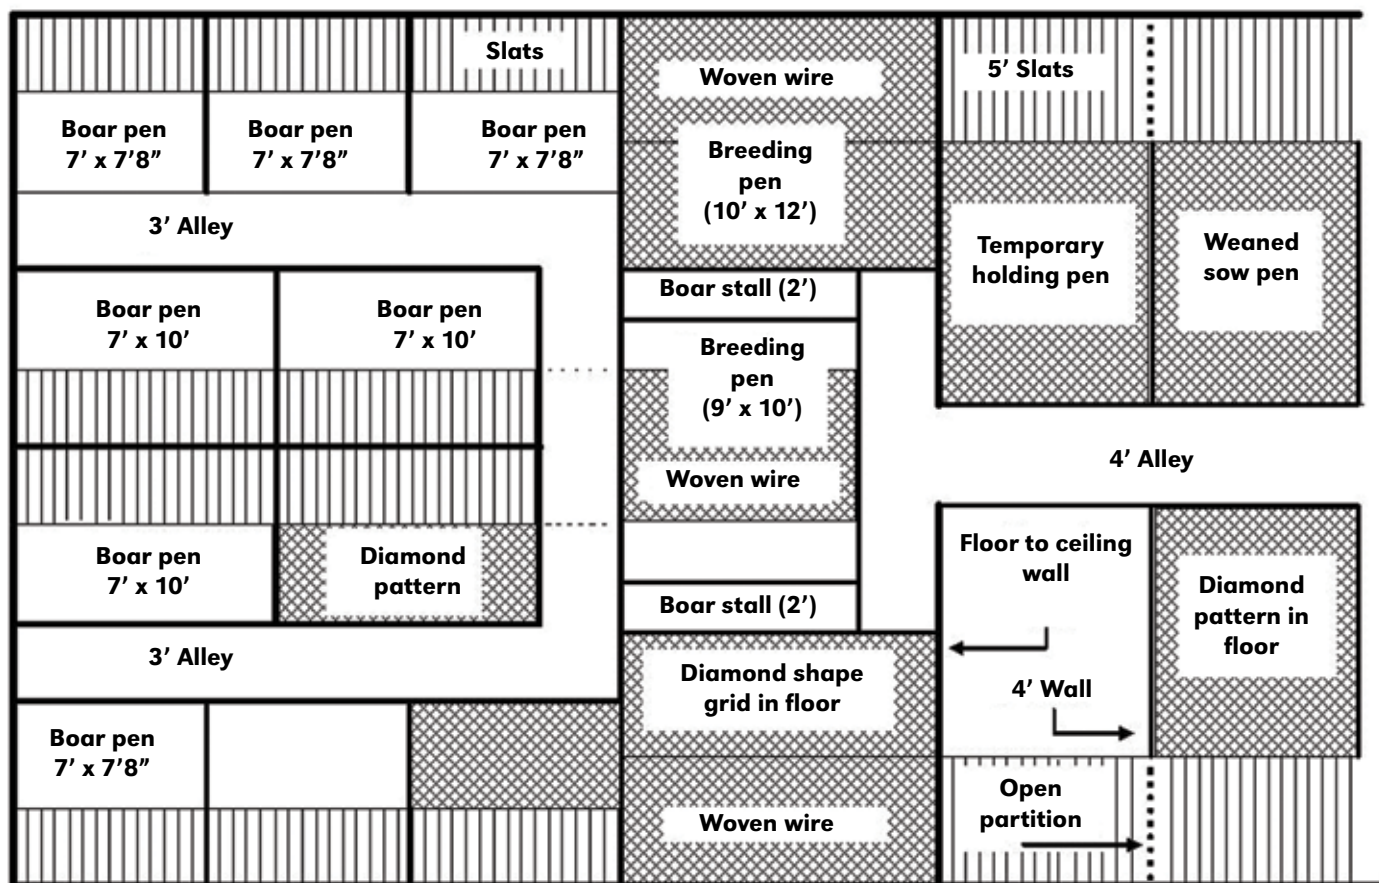 Slats
Boar pen
7’ x 7’8”
Boar pen
7’ x 7’8”
Boar pen
7’ x 7’8”
3’ Alley
Boar pen
7’ x 10’
Boar pen
7’ x 10’
Boar pen
7’ x 10’
Diamond
pattern
3’ Alley
Boar pen
7’ x 7’8”
Woven wire
Breeding
pen
(10’ x 12’)
Boar stall (2’)
Breeding
pen
(9’ x 10’)
Woven wire
Boar stall (2’)
Diamond shape
grid in floor
Woven wire
5’ Slats
Temporary
holding pen
Weaned
sow pen
4’ Alley
Floor to ceiling
wall
4’ Wall
Diamond
pattern in
floor
Open
partition